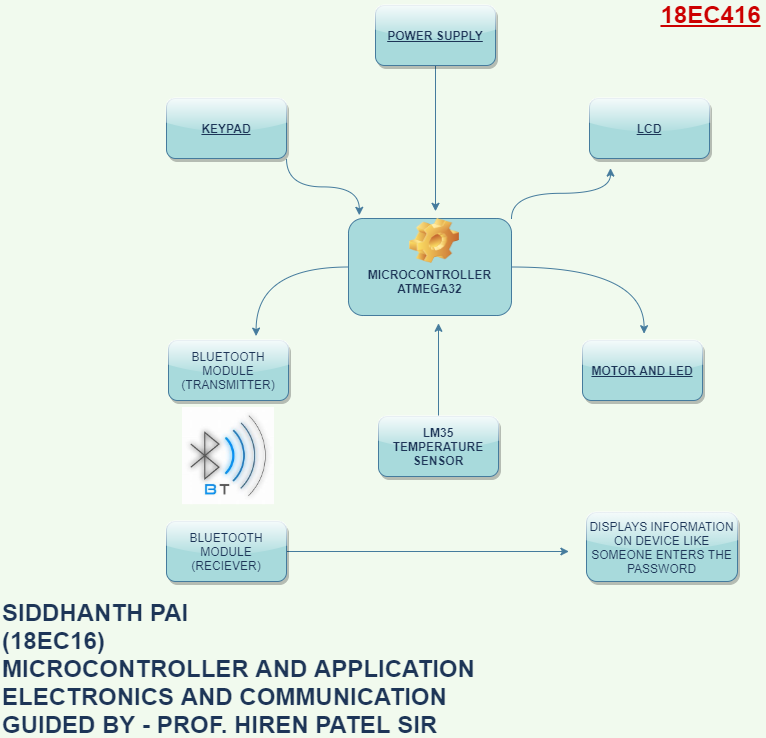 18EC416
POWER SUPPLY
KEYPAD
LCD
MICROCONTROLLER
ATMEGA32
BLUETOOTH
MODULE
(TRANSMITTER)
MOTOR AND LED
LM35
TEMPERATURE
SENSOR
BT
BLUETOOTH
MODULE
(RECIEVER)
DISPLAYS INFORMATION
ON DEVICE LIKE
SOMEONE ENTERS THE
PASSWORD
SIDDHANTH PAI
(18EC16)
MICROCONTROLLER AND APPLICATION
ELECTRONICS AND COMMUNICATION
GUIDED BY - PROF. HIREN PATEL SIR